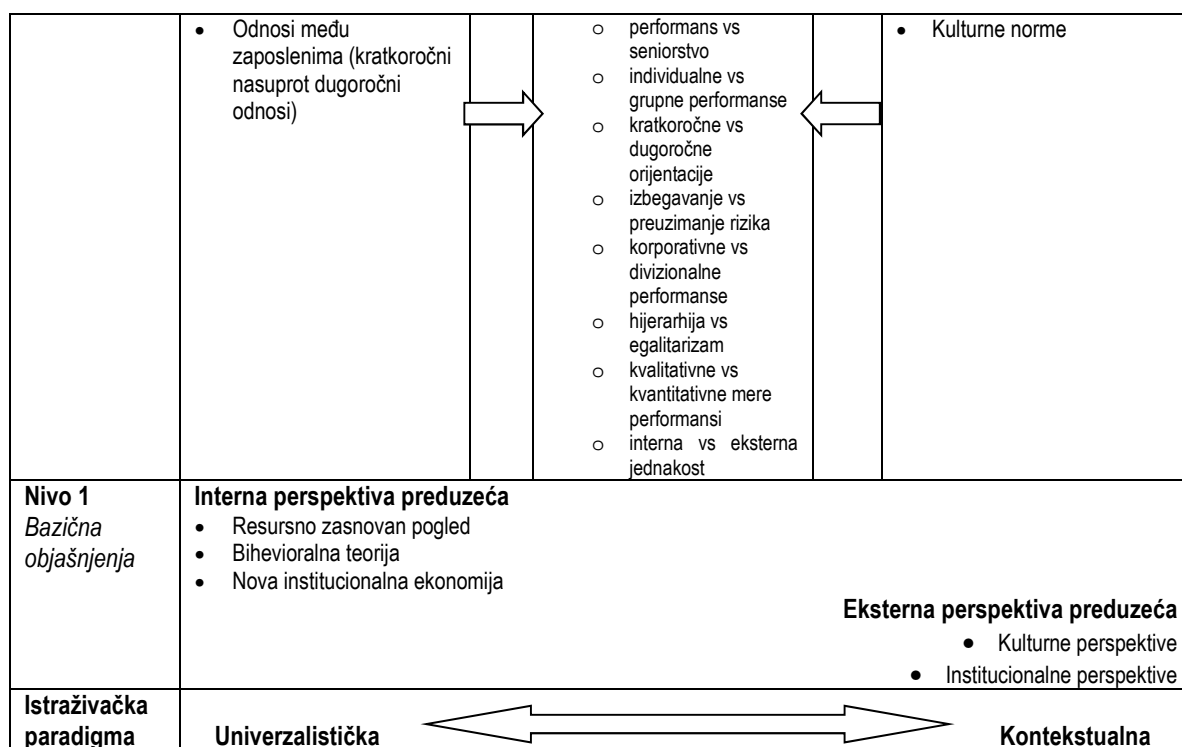 • Odnosi među
zaposlenima (kratkoročni
nasuprot dugoročni
odnosi)
o performans vs
seniorstvo
o individualne vs
grupne performanse
o kratkoročne vs
dugoročne
orijentacije
o izbegavanje vs
preuzimanje rizika
o korporativne vs
divizionalne
performanse
o hijerarhija vs
egalitarizam
o kvalitativne vs
kvantitativne mere
performansi
o interna vs eksterna
jednakost
• Kulturne norme
Nivo 1
Bazična
objašnjenja
Interna perspektiva preduzeća
• Resursno zasnovan pogled
• Bihevioralna teorija
• Nova institucionalna ekonomija
Eksterna perspektiva preduzeća
• Kulturne perspektive
• Institucionalne perspektive
Istraživačka
paradigma
Univerzalistička
Kontekstualna